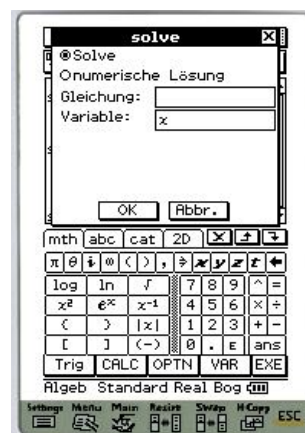 solve
Solve
numerische Lösung
Gleichung:
Variable: x
OK Abbr.
mth abc cat 2D
π θ i ∞ ( ) , ⇒ x y z t ←
log ln √ 7 8 9 ^ =
x² eˣ x⁻¹ 4 5 6 × ÷
( ) |x| 1 2 3 + −
[ ] (−) 0 . E ans
Trig CALC OPTN VAR EXE
Algeb Standard Real Bog
Settings Menu Main Resize Swap H-Copy ESC